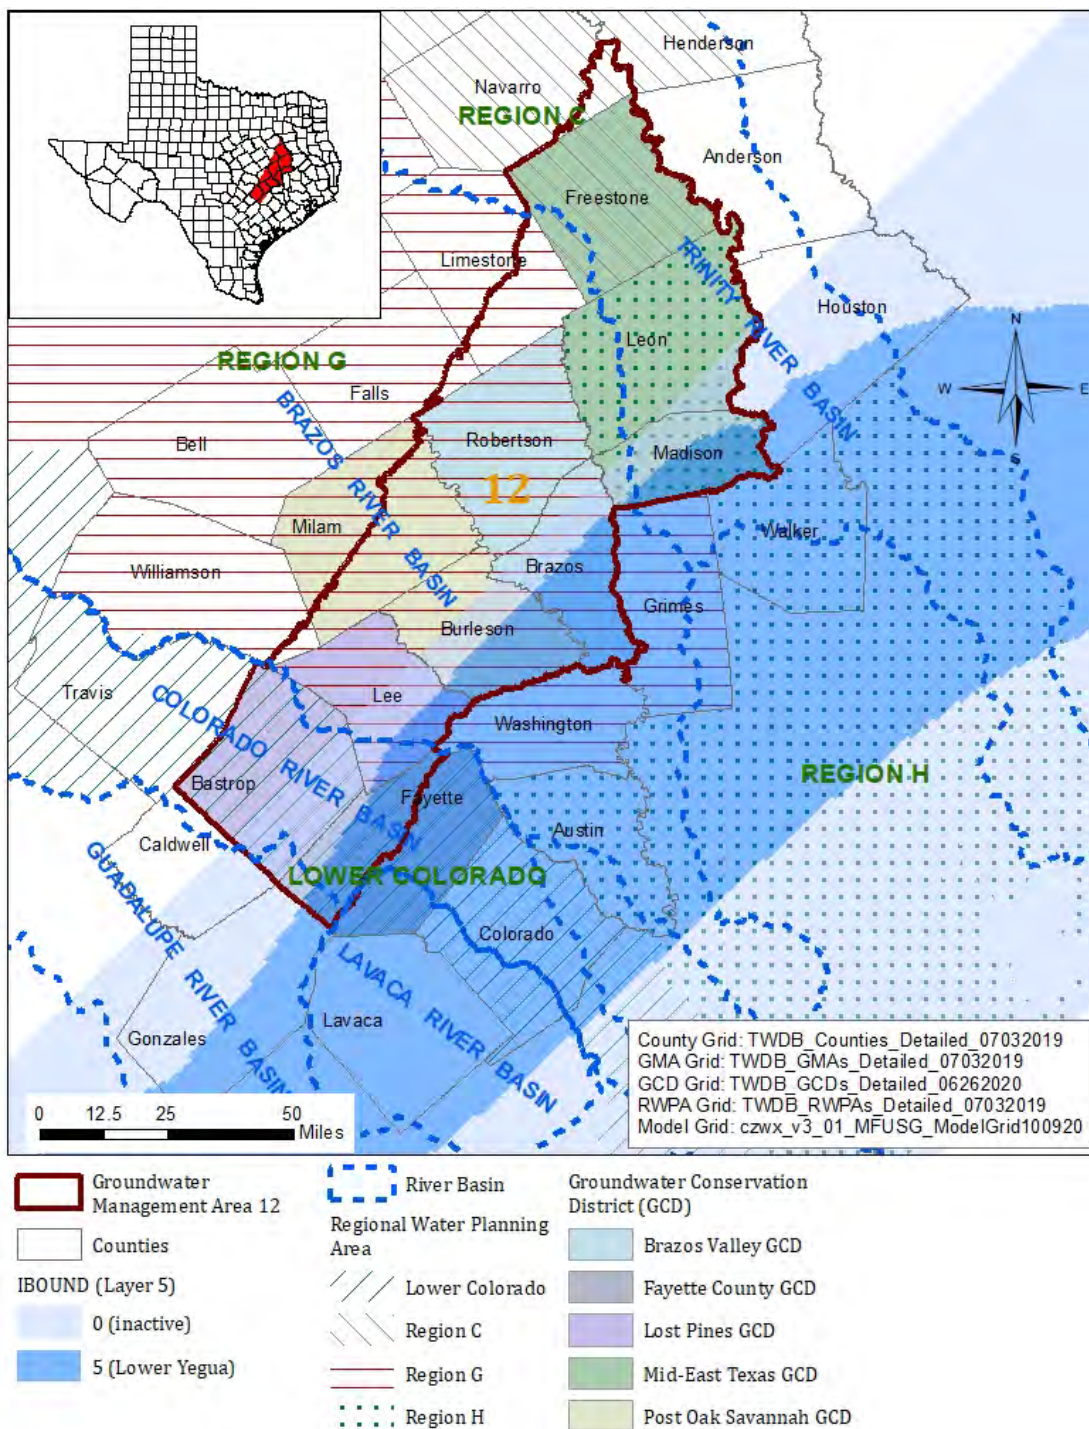 Henderson
Navarro
REGION C
Anderson
Freestone
TRINITY RIVER BASIN
Limestone
Houston
N
W
E
S
Leon
REGION G
Falls
BRAZOS RIVER BASIN
Bell
Robertson
Madison
12
Milam
Walker
Williamson
Brazos
Grimes
Burleson
Travis
Lee
COLORADO RIVER BASIN
Washington
Bastrop
REGION H
Fayette
Austin
Caldwell
GUADALUPE RIVER BASIN
LOWER COLORADO
Colorado
LAVACA RIVER BASIN
Lavaca
Gonzales
County Grid: TWDB_Counties_Detailed_07032019
GMA Grid: TWDB_GMAs_Detailed_07032019
GCD Grid: TWDB_GCDs_Detailed_06262020
RWPA Grid: TWDB_RWPAs_Detailed_07032019
Model Grid: czwx_v3_01_MFUSG_ModelGrid100920
0 12.5 25 50
Miles
Groundwater
Management Area 12
Counties
IBOUND (Layer 5)
0 (inactive)
5 (Lower Yegua)
River Basin
Regional Water Planning
Area
Lower Colorado
Region C
Region G
Region H
Groundwater Conservation
District (GCD)
Brazos Valley GCD
Fayette County GCD
Lost Pines GCD
Mid-East Texas GCD
Post Oak Savannah GCD